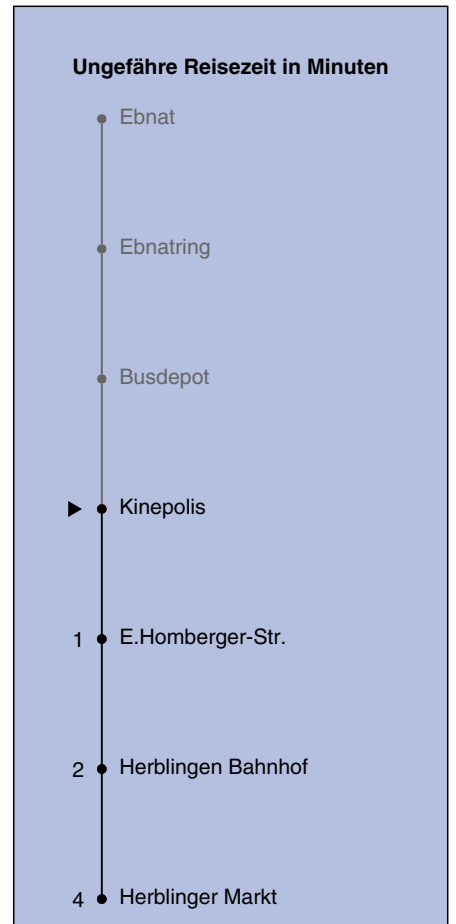 Ungefähre Reisezeit in Minuten
Ebnat
Ebnatring
Busdepot
Kinepolis
1 E.Homberger-Str.
2 Herblingen Bahnhof
4 Herblinger Markt